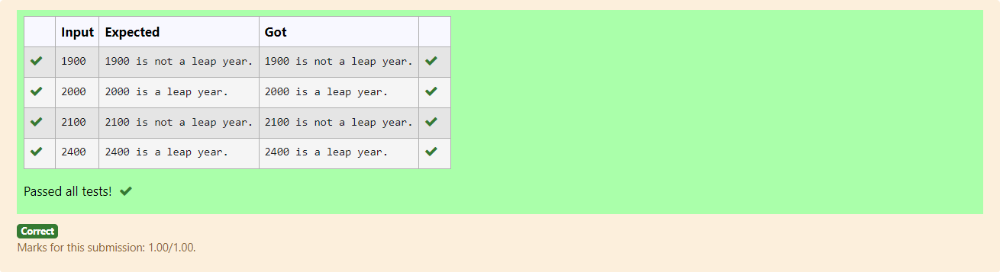 Input Expected Got
1900 1900 is not a leap year. 1900 is not a leap year.
2000 2000 is a leap year. 2000 is a leap year.
2100 2100 is not a leap year. 2100 is not a leap year.
2400 2400 is a leap year. 2400 is a leap year.
Passed all tests!
Correct
Marks for this submission: 1.00/1.00.